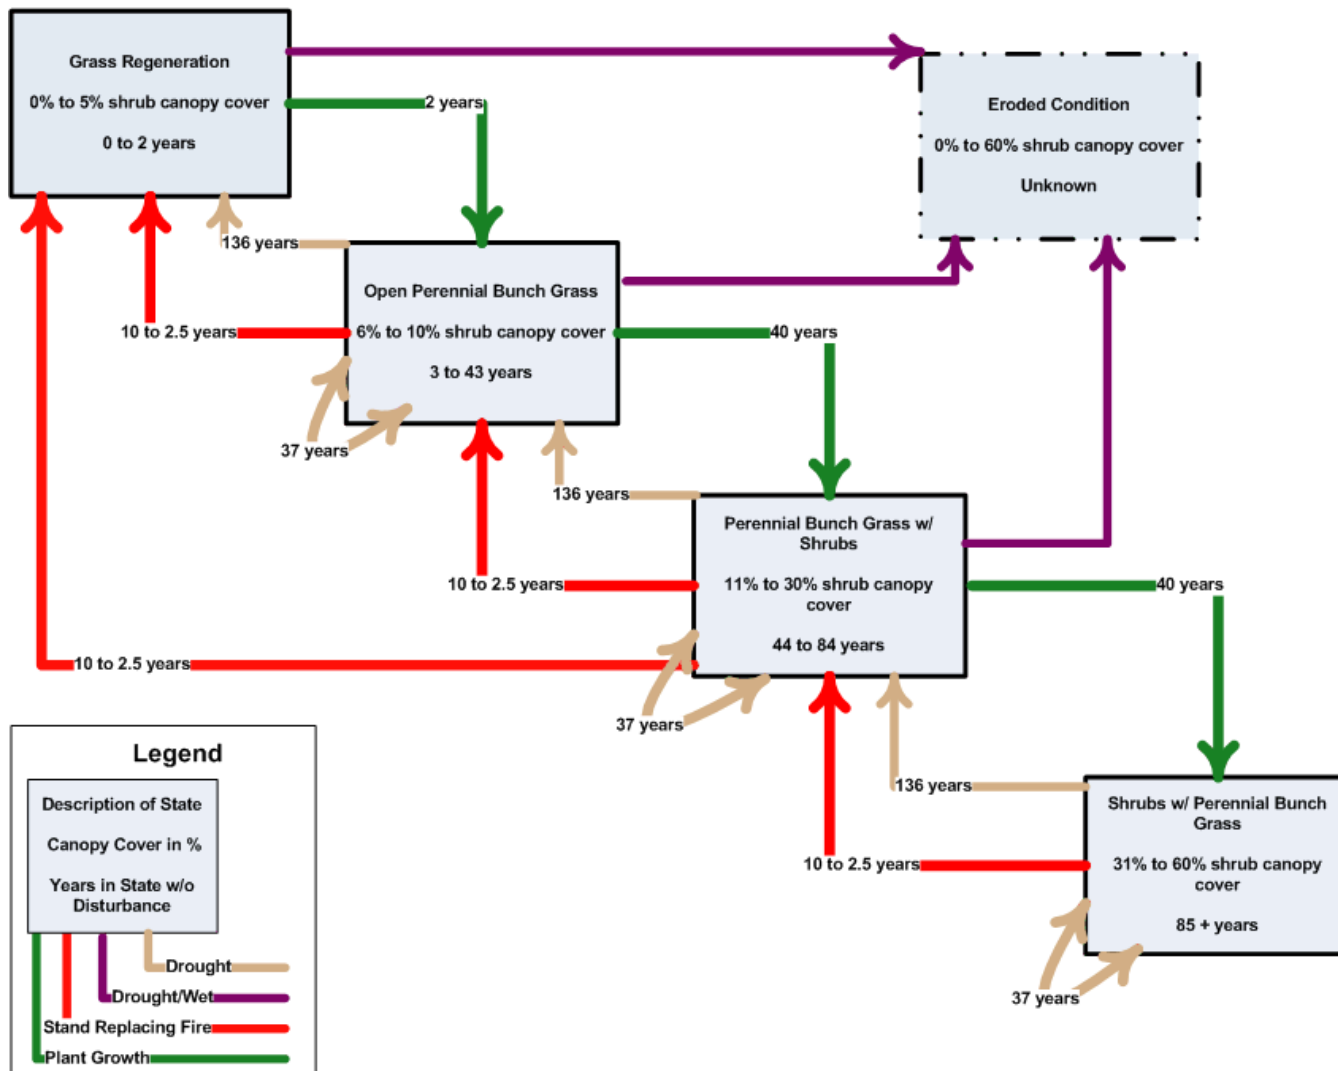 Grass Regeneration
0% to 5% shrub canopy cover
0 to 2 years
2 years
Eroded Condition
0% to 60% shrub canopy cover
Unknown
136 years
Open Perennial Bunch Grass
6% to 10% shrub canopy cover
3 to 43 years
10 to 2.5 years
40 years
37 years
136 years
Perennial Bunch Grass w/
Shrubs
11% to 30% shrub canopy
cover
44 to 84 years
10 to 2.5 years
40 years
10 to 2.5 years
37 years
136 years
Shrubs w/ Perennial Bunch
Grass
31% to 60% shrub canopy
cover
85 + years
10 to 2.5 years
37 years
Legend
Description of State
Canopy Cover in %
Years in State w/o
Disturbance
Drought
Drought/Wet
Stand Replacing Fire
Plant Growth